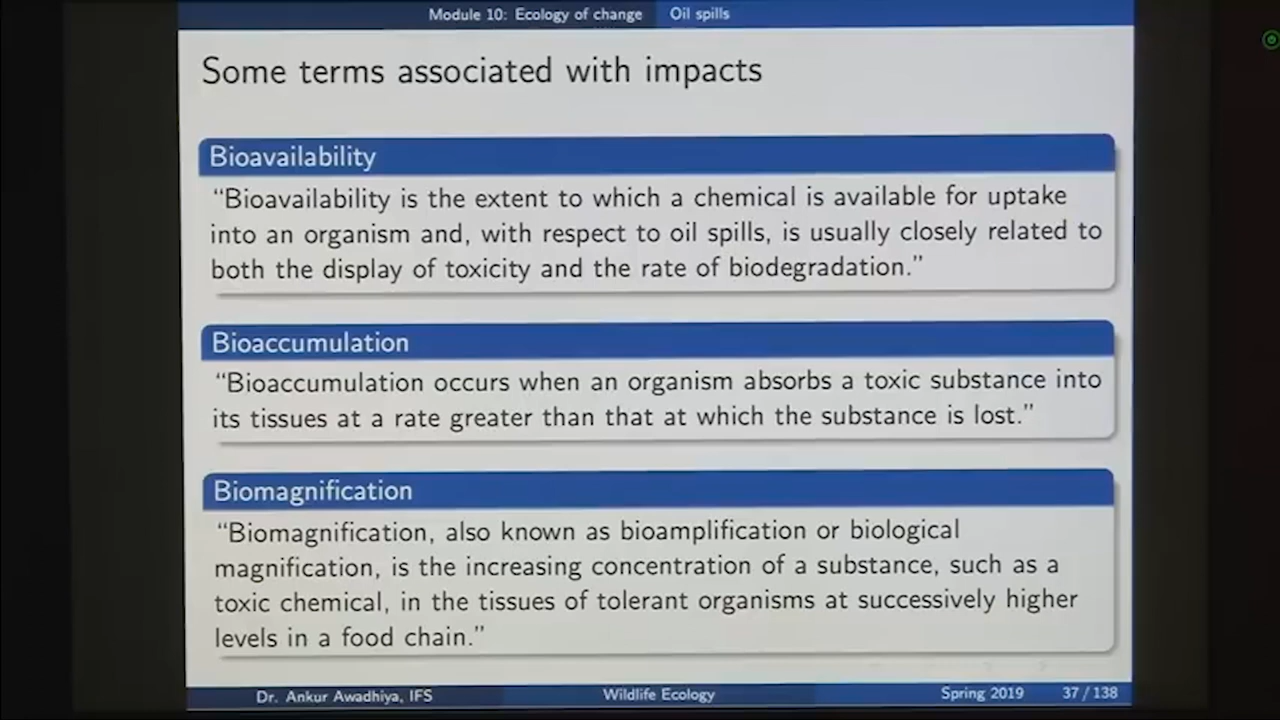 Module 10: Ecology of change Oil spills
Some terms associated with impacts
Bioavailability
“Bioavailability is the extent to which a chemical is available for uptake
into an organism and, with respect to oil spills, is usually closely related to
both the display of toxicity and the rate of biodegradation.”
Bioaccumulation
“Bioaccumulation occurs when an organism absorbs a toxic substance into
its tissues at a rate greater than that at which the substance is lost.”
Biomagnification
“Biomagnification, also known as bioamplification or biological
magnification, is the increasing concentration of a substance, such as a
toxic chemical, in the tissues of tolerant organisms at successively higher
levels in a food chain.”
Dr. Ankur Awadhiya, IFS Wildlife Ecology Spring 2019 37 / 138